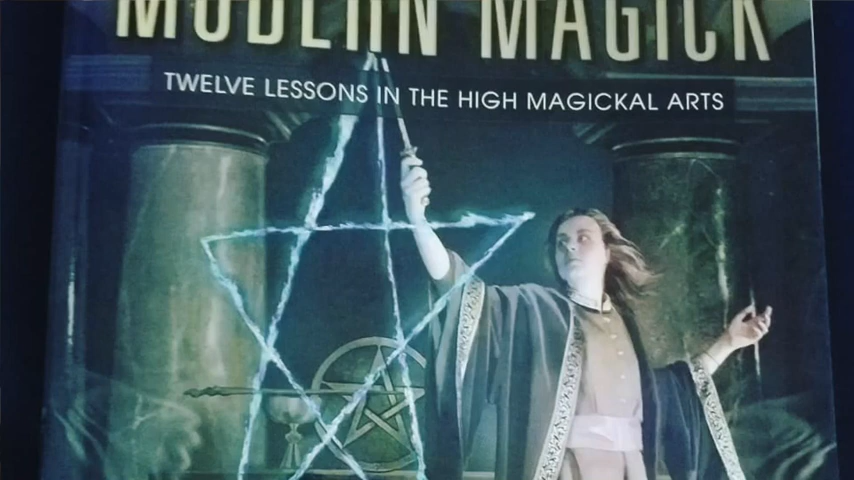 MODERN MAGICK
TWELVE LESSONS IN THE HIGH MAGICKAL ARTS